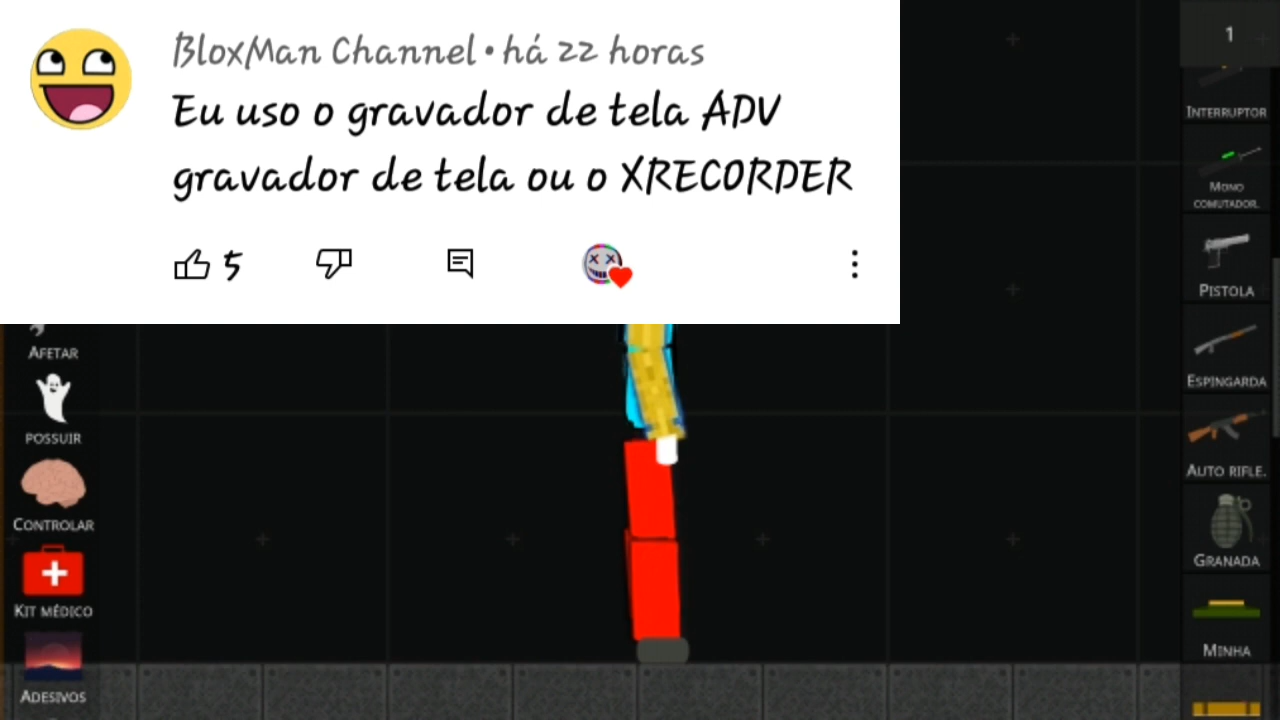 BloxMan Channel • há 22 horas
Eu uso o gravador de tela ADV
gravador de tela ou o XRECORDER
5
AFETAR
POSSUIR
CONTROLAR
KIT MÉDICO
ADESIVOS
1
INTERRUPTOR
MONO
COMUTADOR.
PISTOLA
ESPINGARDA
AUTO RIFLE.
GRANADA
MINHA